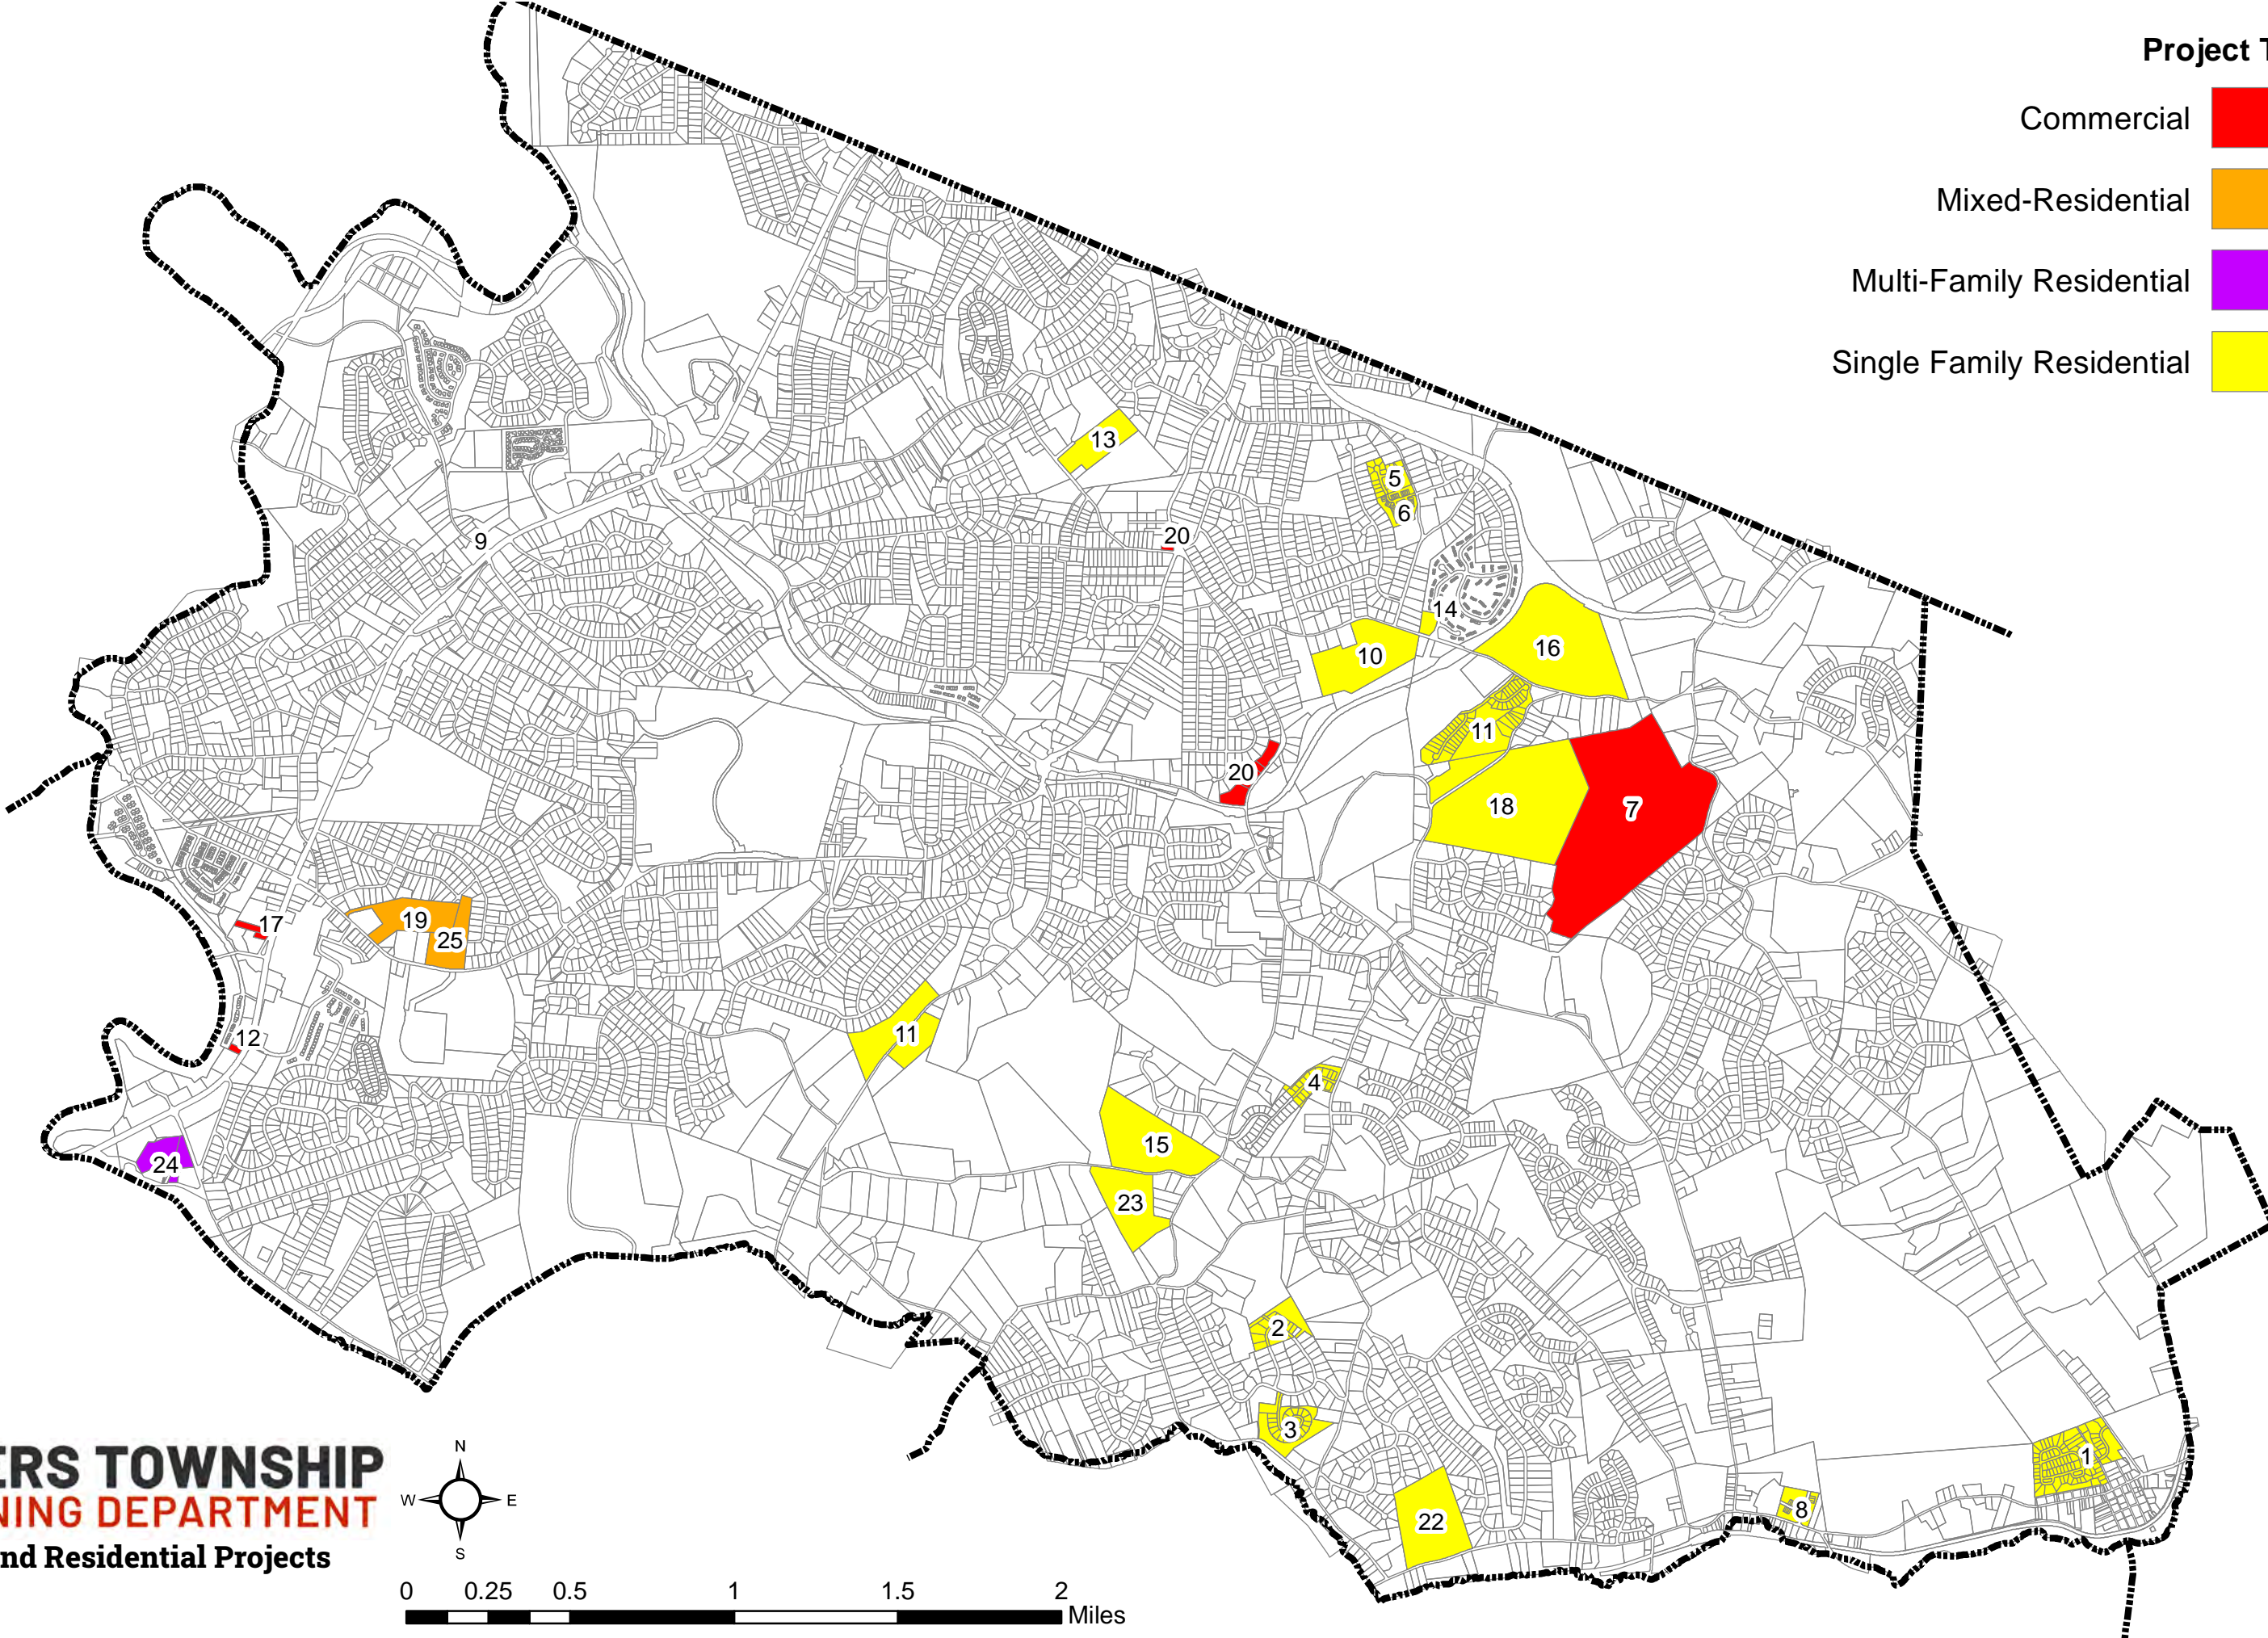 Project T
Commercial
Mixed-Residential
Multi-Family Residential
Single Family Residential
13
5
6
9
20
14
16
10
11
20
18
7
17
19
25
12
11
4
15
24
23
2
3
1
8
22
ERS TOWNSHIP
NING DEPARTMENT
nd Residential Projects
N
W E
S
0 0.25 0.5 1 1.5 2
Miles